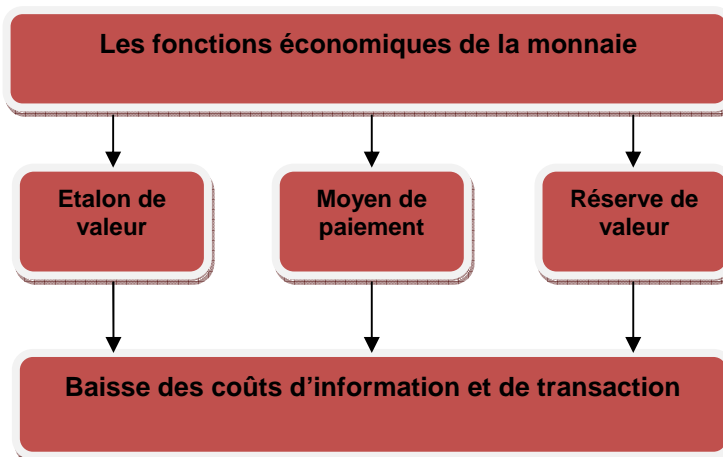 Les fonctions économiques de la monnaie
Etalon de
valeur
Moyen de
paiement
Réserve de
valeur
Baisse des coûts d’information et de transaction